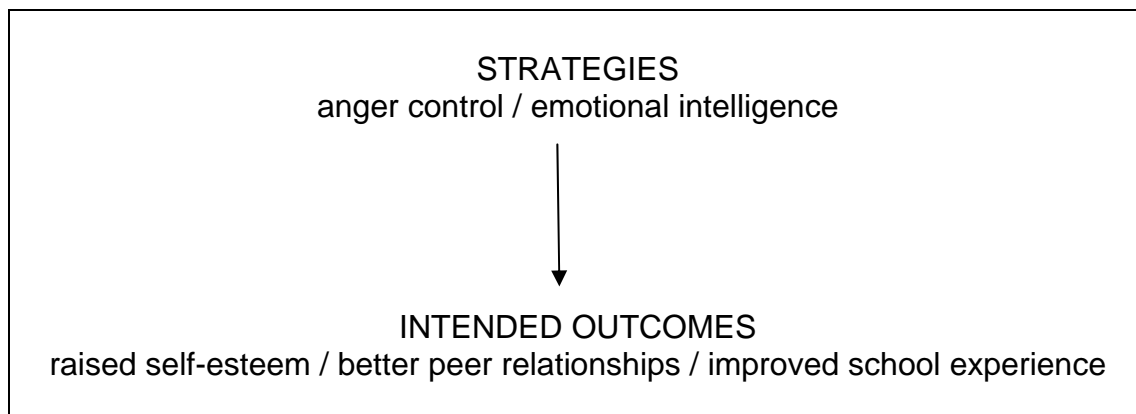 STRATEGIES
anger control / emotional intelligence
INTENDED OUTCOMES
raised self-esteem / better peer relationships / improved school experience